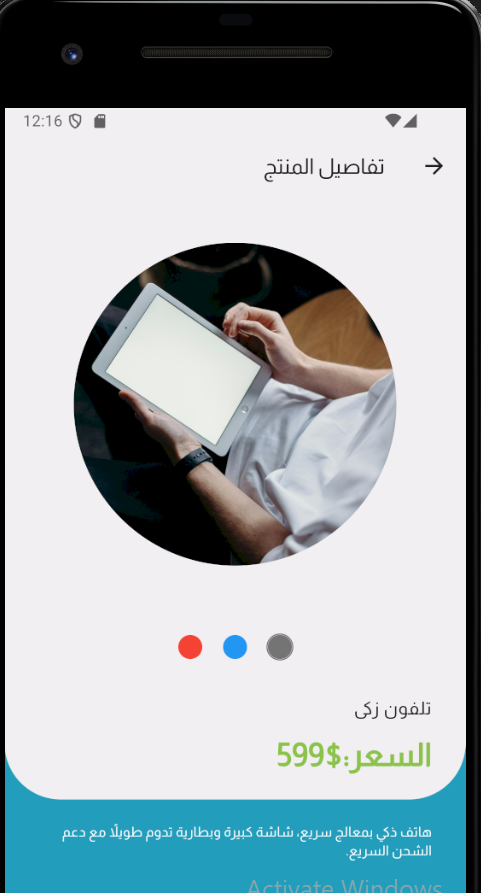 12:16
تفاصيل المنتج
تلفون زكى
السعر:$599
هاتف ذكي بمعالج سريع، شاشة كبيرة وبطارية تدوم طويلاً مع دعم
الشحن السريع.
Activate Windows